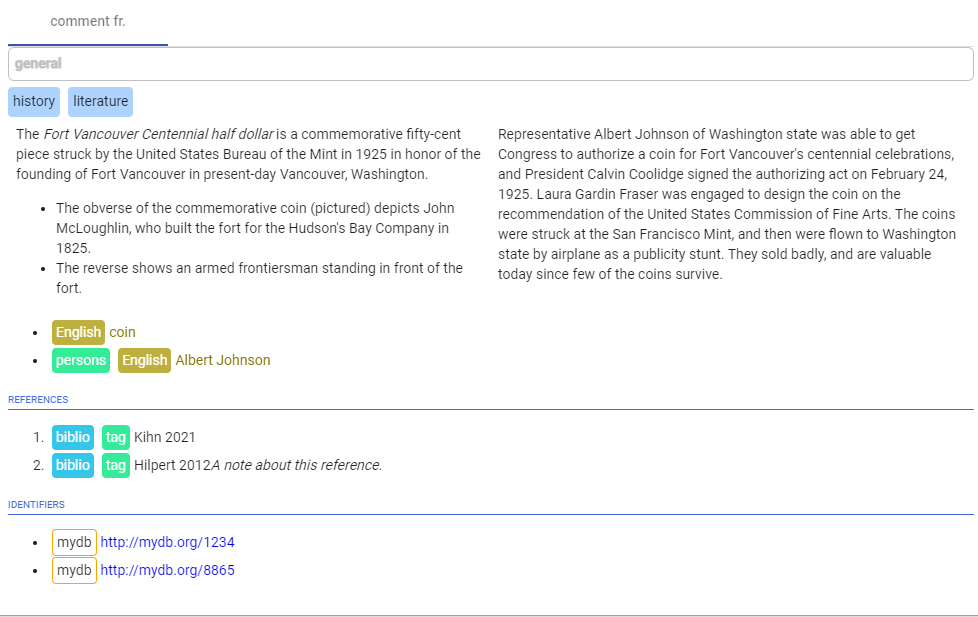 comment fr.
general
history literature
The Fort Vancouver Centennial half dollar is a commemorative fifty-cent
piece struck by the United States Bureau of the Mint in 1925 in honor of the
founding of Fort Vancouver in present-day Vancouver, Washington.
• The obverse of the commemorative coin (pictured) depicts John
McLoughlin, who built the fort for the Hudson's Bay Company in
1825.
• The reverse shows an armed frontiersman standing in front of the
fort.
Representative Albert Johnson of Washington state was able to get
Congress to authorize a coin for Fort Vancouver's centennial celebrations,
and President Calvin Coolidge signed the authorizing act on February 24,
1925. Laura Gardin Fraser was engaged to design the coin on the
recommendation of the United States Commission of Fine Arts. The coins
were struck at the San Francisco Mint, and then were flown to Washington
state by airplane as a publicity stunt. They sold badly, and are valuable
today since few of the coins survive.
• English coin
• persons English Albert Johnson
REFERENCES
1. biblio tag Kihn 2021
2. biblio tag Hilpert 2012A note about this reference.
IDENTIFIERS
• mydb http://mydb.org/1234
• mydb http://mydb.org/8865